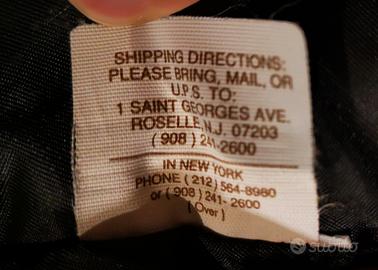 SHIPPING DIRECTIONS:
PLEASE BRING, MAIL, OR
U.P.S. TO:
1 SAINT GEORGES AVE.
ROSELLE, N.J. 07203
(908) 241-2600
IN NEW YORK
PHONE (212) 564-8980
or (908) 241-2600
(Over)
subito